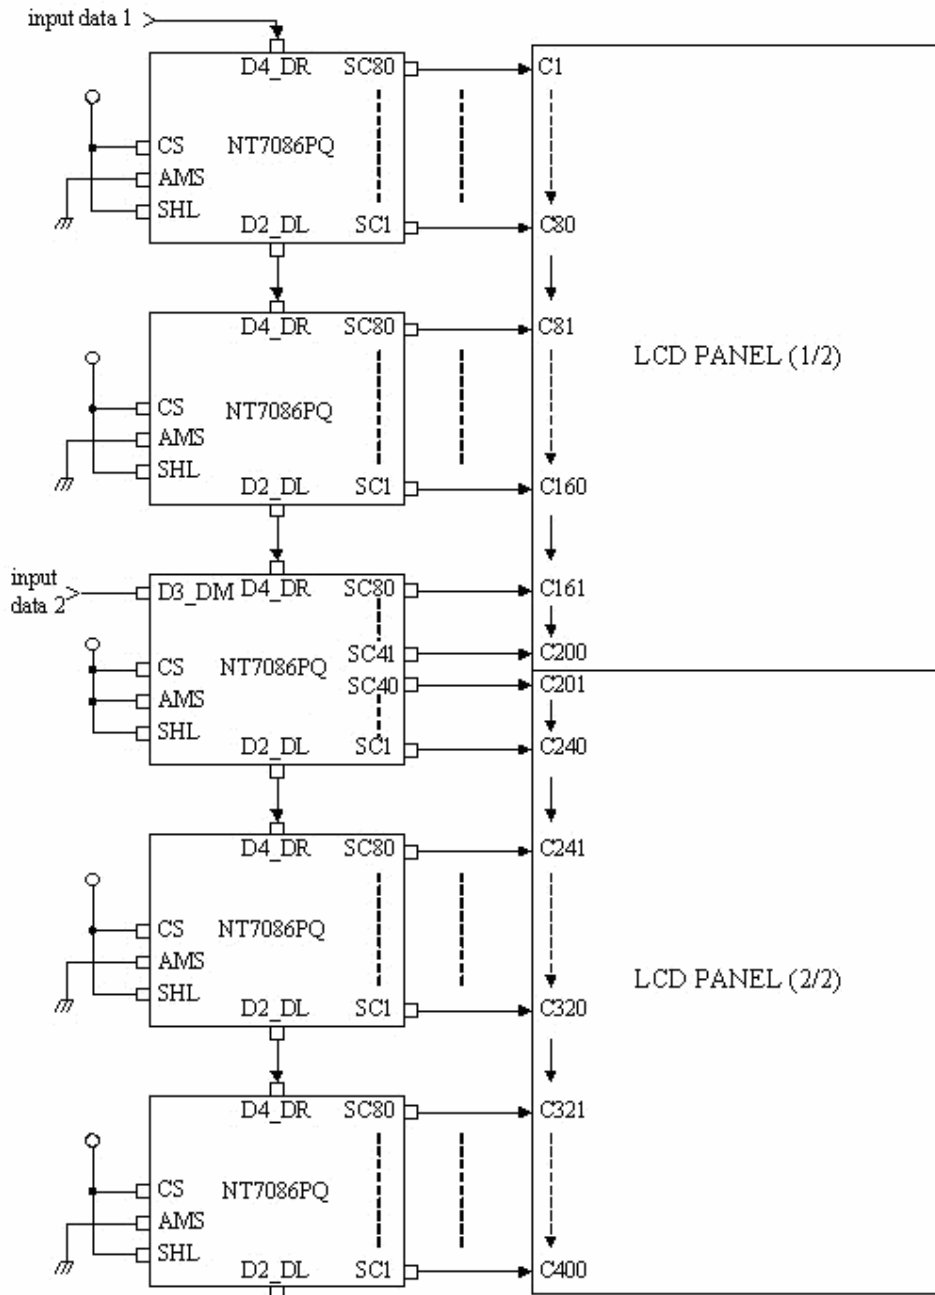 input data 1
D4_DR SC80 C1
CS NT7086PQ
AMS
SHL
D2_DL SC1 C80
D4_DR SC80 C81
LCD PANEL (1/2)
CS NT7086PQ
AMS
SHL
D2_DL SC1 C160
input
data 2
D3_DM D4_DR SC80 C161
SC41 C200
CS NT7086PQ
SC40 C201
AMS
SHL
D2_DL SC1 C240
D4_DR SC80 C241
CS NT7086PQ
AMS
LCD PANEL (2/2)
SHL
D2_DL SC1 C320
D4_DR SC80 C321
CS NT7086PQ
AMS
SHL
D2_DL SC1 C400